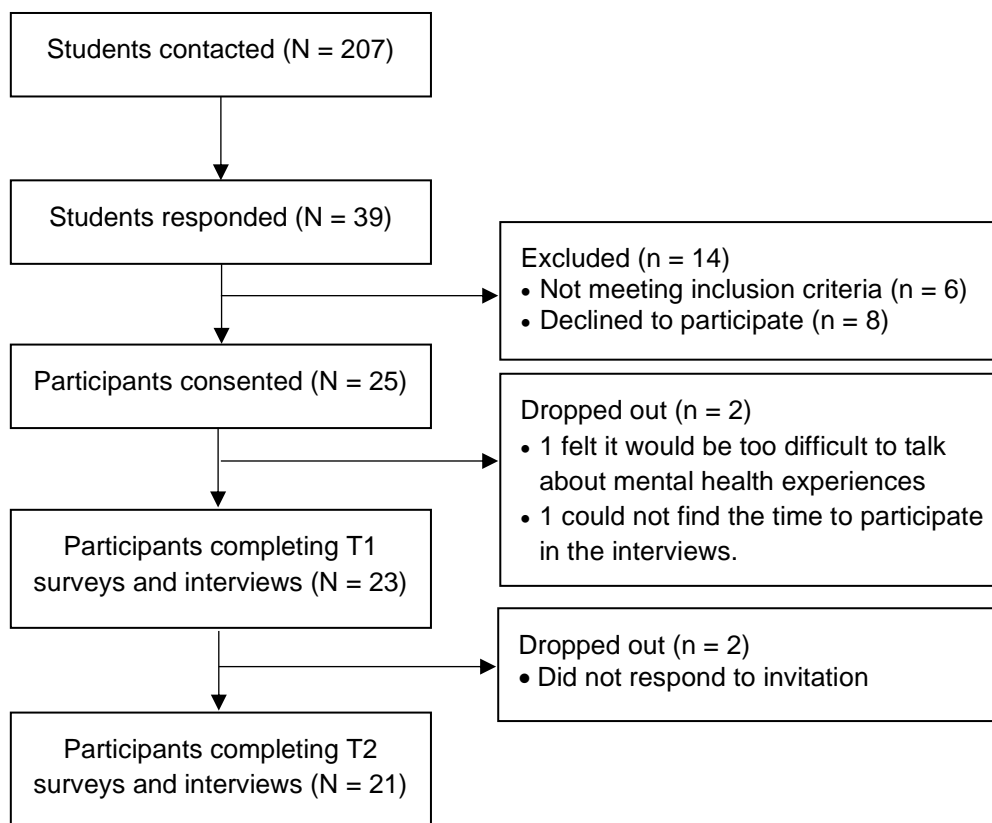 Students contacted (N = 207)
Students responded (N = 39)
Excluded (n = 14)
• Not meeting inclusion criteria (n = 6)
• Declined to participate (n = 8)
Participants consented (N = 25)
Dropped out (n = 2)
• 1 felt it would be too difficult to talk
about mental health experiences
• 1 could not find the time to participate
in the interviews.
Participants completing T1
surveys and interviews (N = 23)
Dropped out (n = 2)
• Did not respond to invitation
Participants completing T2
surveys and interviews (N = 21)